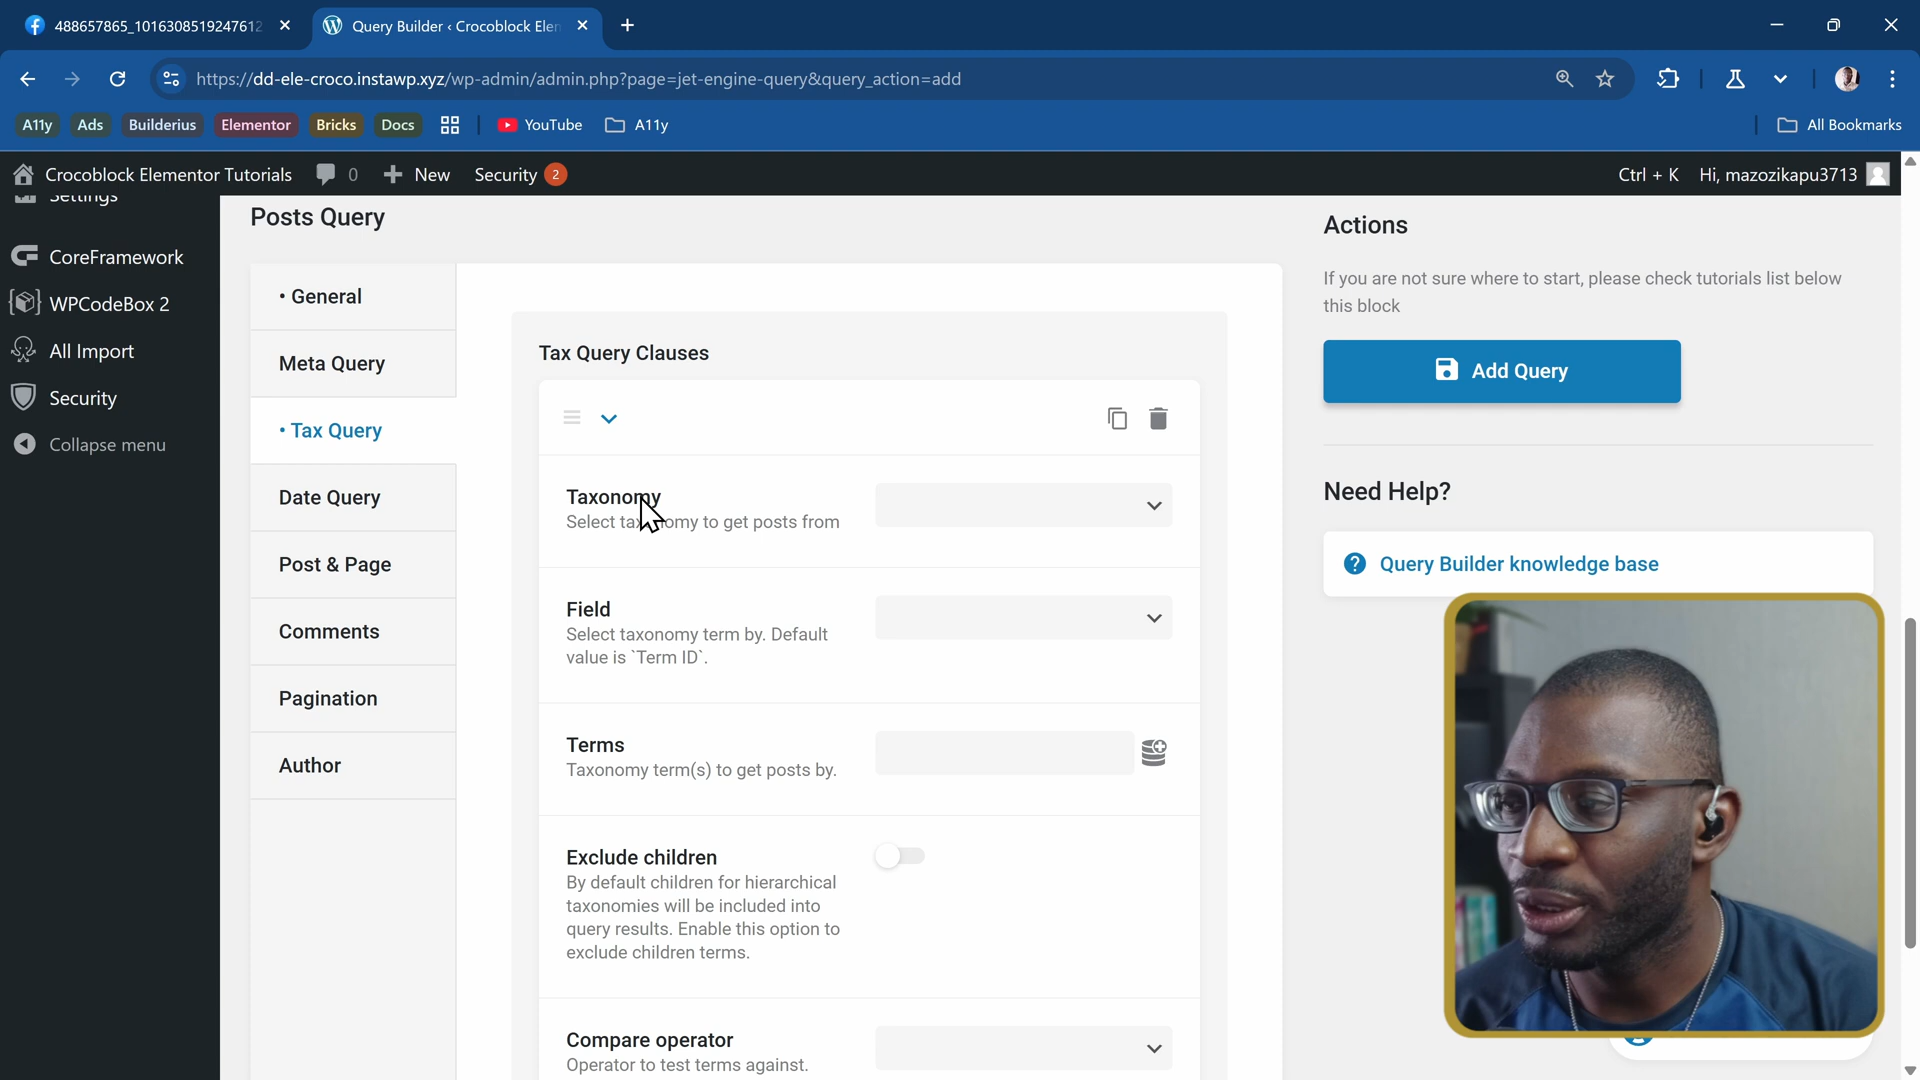 488657865_10163085192476​12
Query Builder ‹ Crocoblock Ele
https://dd-ele-croco.instawp.xyz/wp-admin/admin.php?page=jet-engine-query&query_action=add
A11y
Ads
Builderius
Elementor
Bricks
Docs
YouTube
A11y
All Bookmarks
Crocoblock Elementor Tutorials
0
New
Security 2
Ctrl + K
Hi, mazozikapu3713
Settings
CoreFramework
WPCodeBox 2
All Import
Security
Collapse menu
Posts Query
• General
Meta Query
• Tax Query
Date Query
Post & Page
Comments
Pagination
Author
Tax Query Clauses
Taxonomy
Select taxonomy to get posts from
Field
Select taxonomy term by. Default
value is `Term ID`.
Terms
Taxonomy term(s) to get posts by.
Exclude children
By default children for hierarchical
taxonomies will be included into
query results. Enable this option to
exclude children terms.
Compare operator
Operator to test terms against.
Actions
If you are not sure where to start, please check tutorials list below
this block
Add Query
Need Help?
Query Builder knowledge base